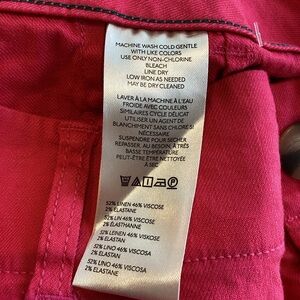 MACHINE WASH COLD GENTLE
WITH LIKE COLORS
USE ONLY NON-CHLORINE
BLEACH
LINE DRY
LOW IRON AS NEEDED
MAY BE DRY CLEANED
LAVER À LA MACHINE À L'EAU
FROIDE AVEC COULEURS
SIMILAIRES CYCLE DÉLICAT
UTILISER UN AGENT DE
BLANCHIMENT SANS CHLORE SI
NÉCESSAIRE
SUSPENDRE POUR SÉCHER
REPASSER, AU BESOIN, À TRÈS
BASSE TEMPÉRATURE
PEUT-ÊTRE ÊTRE NETTOYÉE
À SEC
52% LINEN 46% VISCOSE
2% ELASTANE
52% LIN 46% VISCOSE
2% ÉLASTHANNE
52% LEINEN 46% VISKOSE
2% ELASTAN
52% LINO 46% VISCOSA
2% ELASTANE
52% LINO 46% VISCOSA
2% ELASTANO